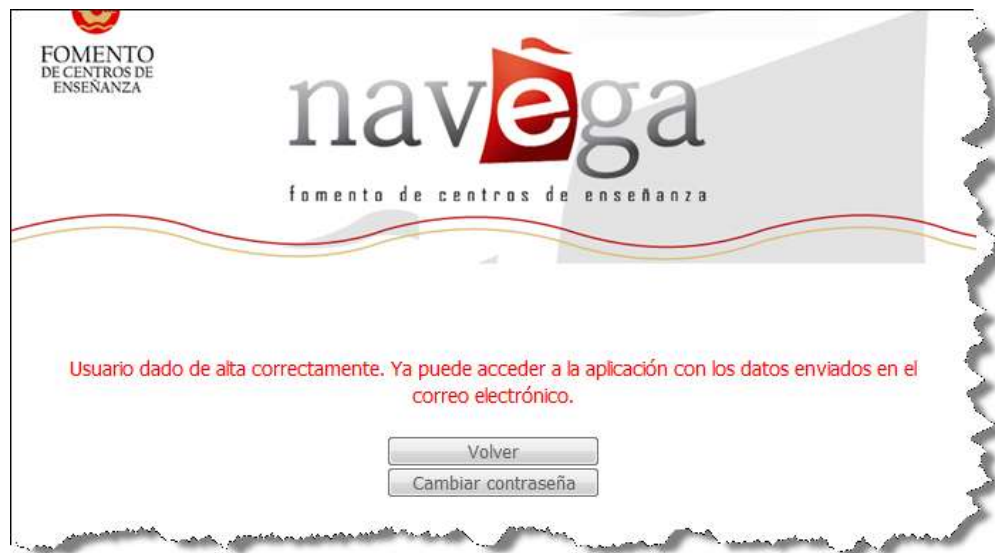 FOMENTO
DE CENTROS DE
ENSEÑANZA
navega
fomento de centros de enseñanza
Usuario dado de alta correctamente. Ya puede acceder a la aplicación con los datos enviados en el
correo electrónico.
Volver
Cambiar contraseña